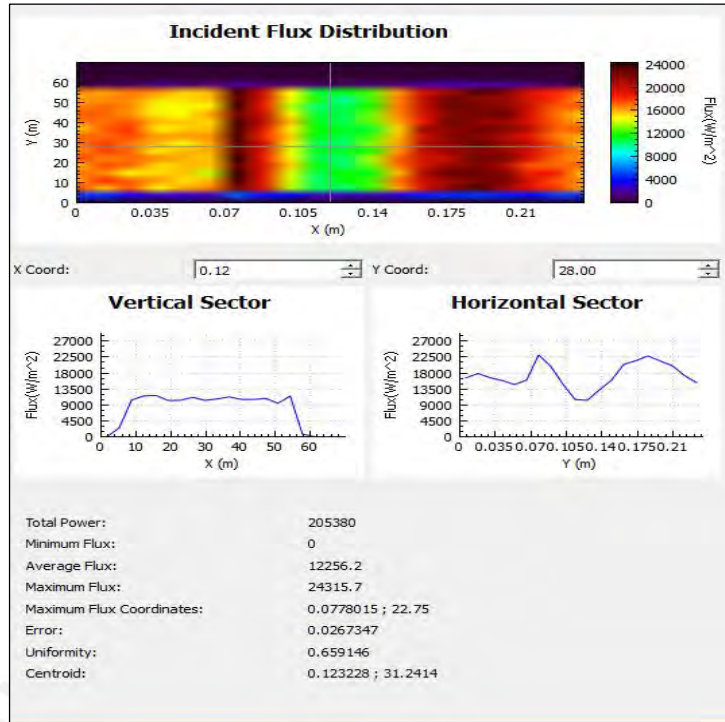 Incident Flux Distribution
60
50
40
30
20
10
0
Y (m)
0 0.035 0.07 0.105 0.14 0.175 0.21
X (m)
24000
20000
16000
12000
8000
4000
0
Flux(W/m^2)
X Coord: 0.12 Y Coord: 28.00
Vertical Sector
27000
22500
18000
13500
9000
4500
0
Flux(W/m^2)
0 10 20 30 40 50 60
X (m)
Horizontal Sector
27000
22500
18000
13500
9000
4500
0
Flux(W/m^2)
0 0.035 0.07 0.105 0.14 0.175 0.21
Y (m)
Total Power: 205380
Minimum Flux: 0
Average Flux: 12256.2
Maximum Flux: 24315.7
Maximum Flux Coordinates: 0.0778015 ; 22.75
Error: 0.0267347
Uniformity: 0.659146
Centroid: 0.123228 ; 31.2414